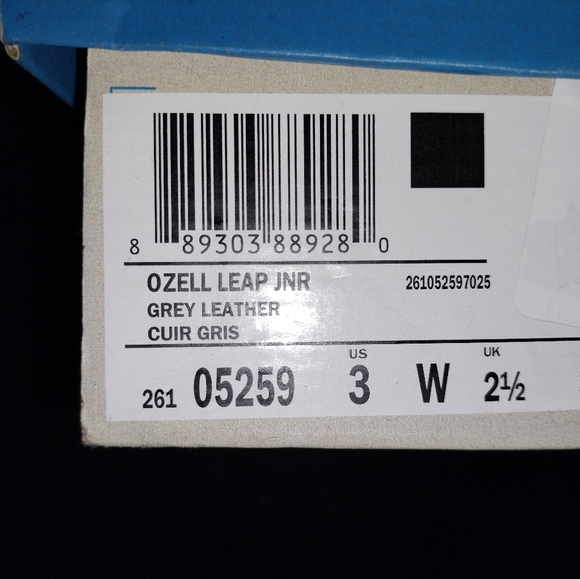 8 89303 88928 0
OZELL LEAP JNR 261052597025
GREY LEATHER
CUIR GRIS
US UK
261 05259 3 W 2½